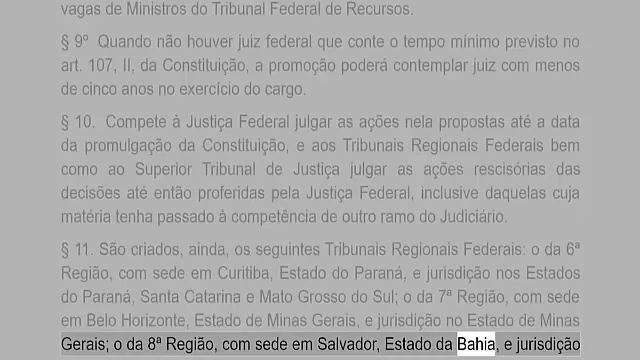 vagas de Ministros do Tribunal Federal de Recursos.
§ 9º Quando não houver juiz federal que conte o tempo mínimo previsto no
art. 107, II, da Constituição, a promoção poderá contemplar juiz com menos
de cinco anos no exercício do cargo.
§ 10. Compete à Justiça Federal julgar as ações nela propostas até a data
da promulgação da Constituição, e aos Tribunais Regionais Federais bem
como ao Superior Tribunal de Justiça julgar as ações rescisórias das
decisões até então proferidas pela Justiça Federal, inclusive daquelas cuja
matéria tenha passado à competência de outro ramo do Judiciário.
§ 11. São criados, ainda, os seguintes Tribunais Regionais Federais: o da 6ª
Região, com sede em Curitiba, Estado do Paraná, e jurisdição nos Estados
do Paraná, Santa Catarina e Mato Grosso do Sul; o da 7ª Região, com sede
em Belo Horizonte, Estado de Minas Gerais, e jurisdição no Estado de Minas
Gerais; o da 8ª Região, com sede em Salvador, Estado da Bahia, e jurisdição